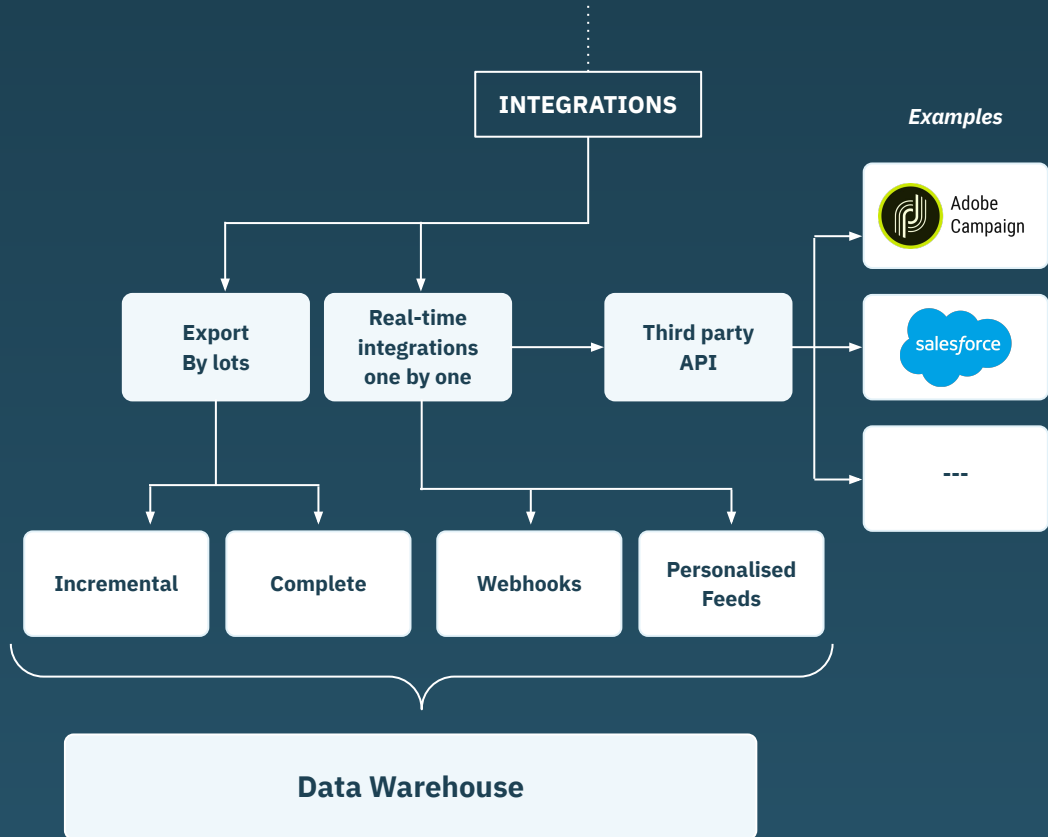 INTEGRATIONS
Examples
Adobe
Campaign
Export
By lots
Real-time
integrations
one by one
Third party
API
salesforce
---
Incremental
Complete
Webhooks
Personalised
Feeds
Data Warehouse